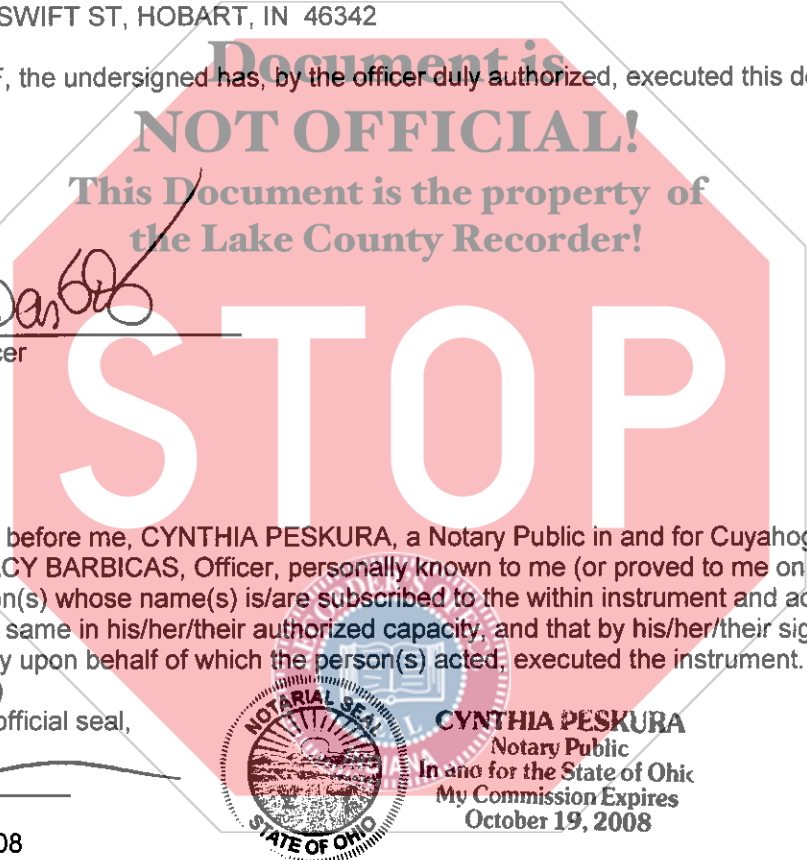 SWIFT ST, HOBART, IN 46342
Document is
, the undersigned has, by the officer duly authorized, executed this
NOT OFFICIAL!
This Document is the property of
the Lake County Recorder!
cer
STOP
before me, CYNTHIA PESKURA, a Notary Public in and for Cuyahog
CY BARBICAS, Officer, personally known to me (or proved to me on
on(s) whose name(s) is/are subscribed to the within instrument and ac
same in his/her/their authorized capacity, and that by his/her/their sig
y upon behalf of which the person(s) acted, executed the instrument.
)
official seal,
NOTARIAL SEAL
STATE OF OHIO
CYNTHIA PESKURA
Notary Public
In and for the State of Ohio
My Commission Expires
October 19, 2008
08